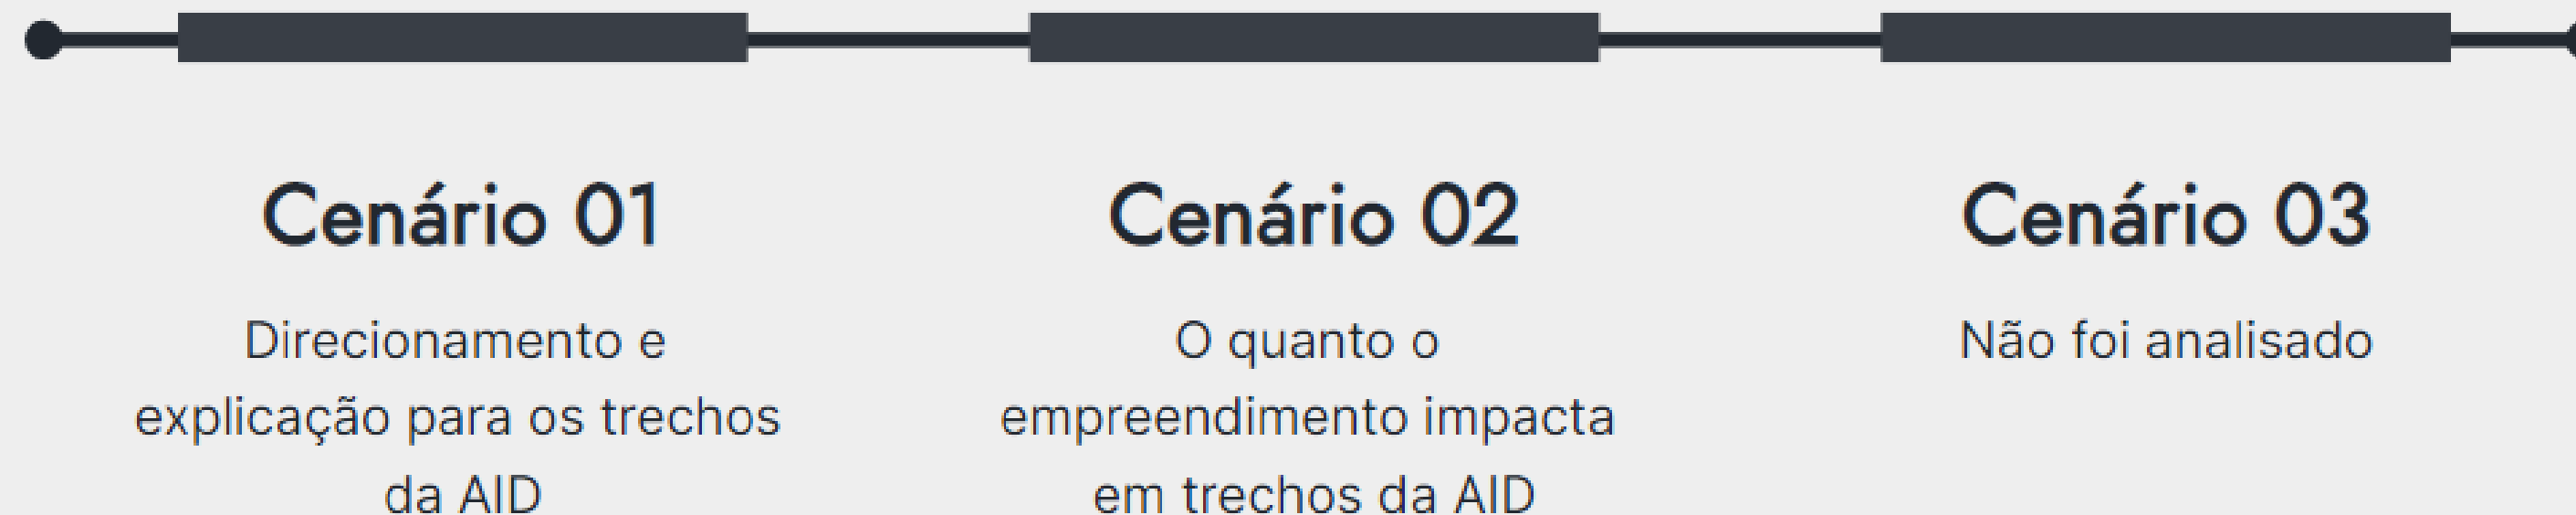 Cenário 01
Direcionamento e
explicação para os trechos
da AID
Cenário 02
O quanto o
empreendimento impacta
em trechos da AID
Cenário 03
Não foi analisado